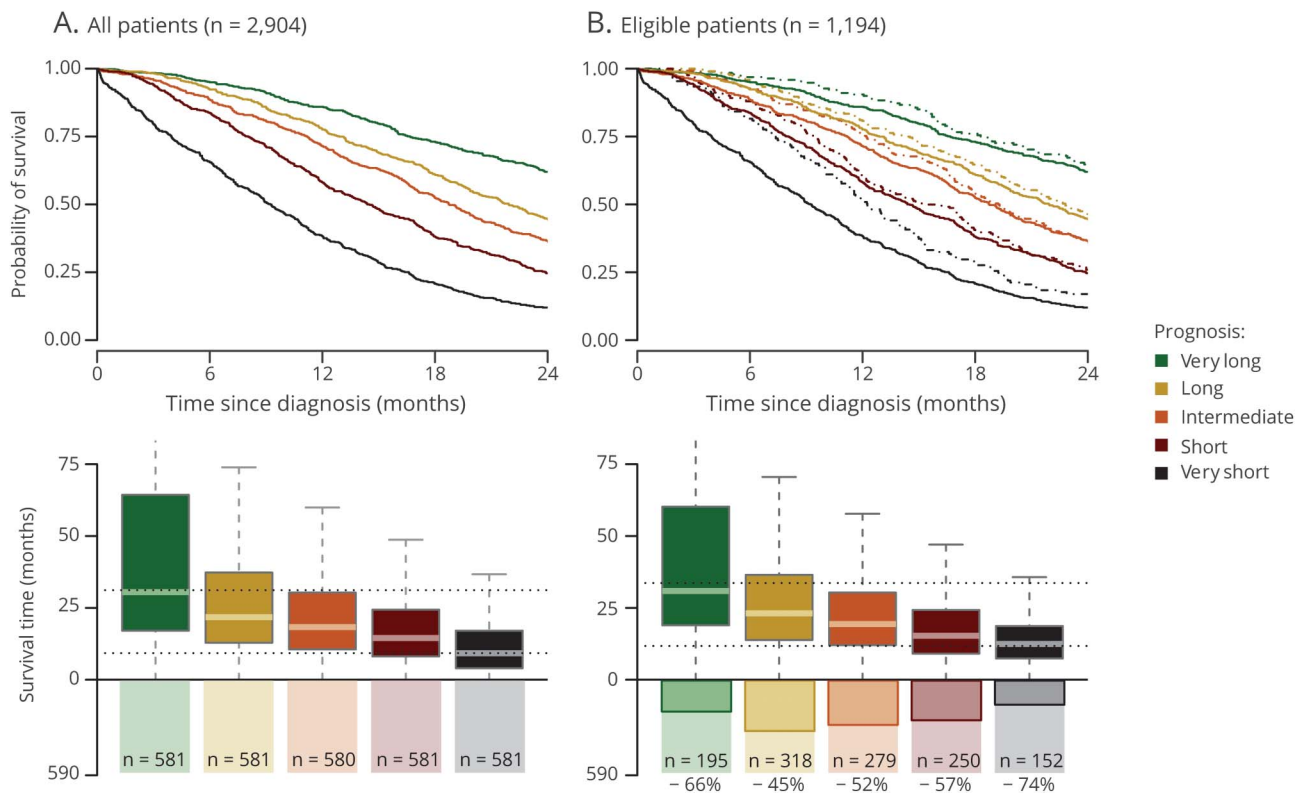 A. All patients (n = 2,904)
1.00
0.75
0.50
0.25
0.00
Probability of survival
0 6 12 18 24
Time since diagnosis (months)
B. Eligible patients (n = 1,194)
1.00
0.75
0.50
0.25
0.00
0 6 12 18 24
Time since diagnosis (months)
Prognosis:
Very long
Long
Intermediate
Short
Very short
75
50
25
0
590
Survival time (months)
n = 581 n = 581 n = 580 n = 581 n = 581
75
50
25
0
590
n = 195 n = 318 n = 279 n = 250 n = 152
− 66% − 45% − 52% − 57% − 74%